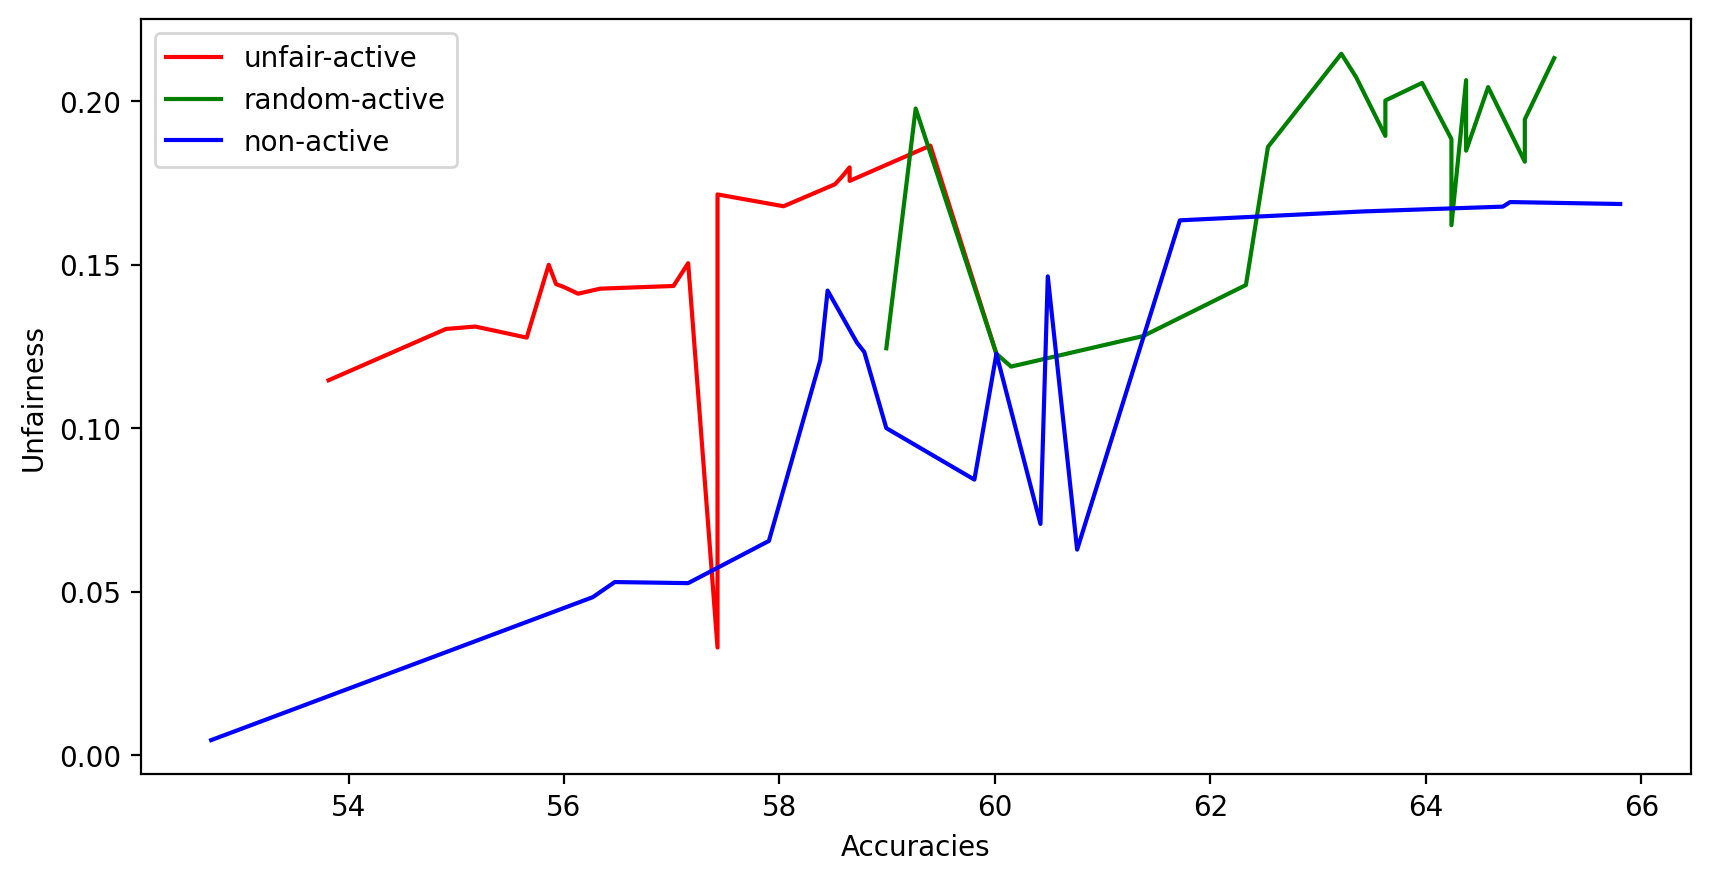 unfair-active
random-active
non-active
Unfairness
0.20
0.15
0.10
0.05
0.00
54 56 58 60 62 64 66
Accuracies